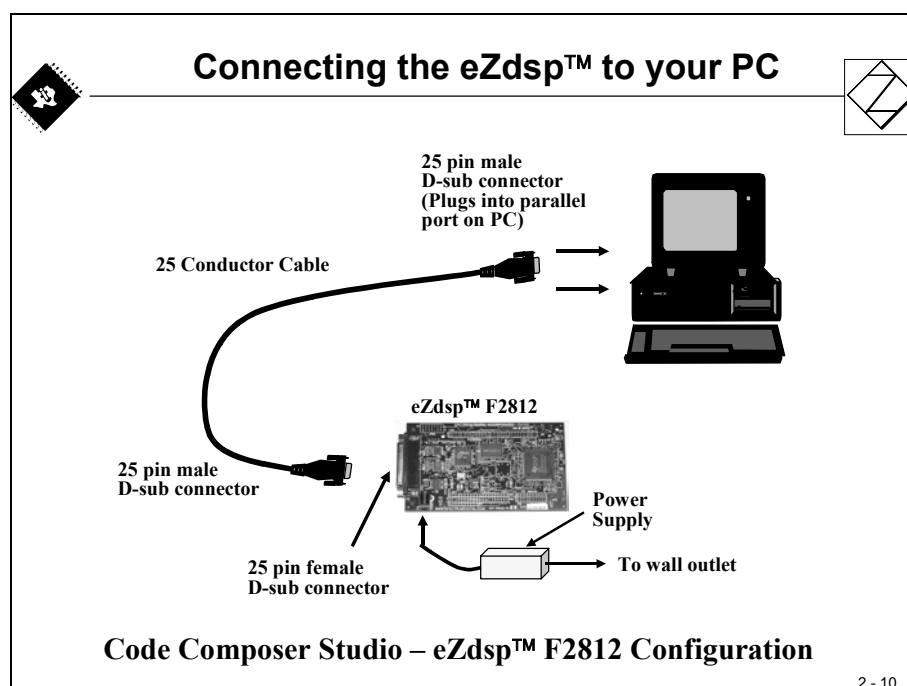 Connecting the eZdsp™ to your PC
25 pin male
D-sub connector
(Plugs into parallel
port on PC)
25 Conductor Cable
eZdsp™ F2812
25 pin male
D-sub connector
Power
Supply
To wall outlet
25 pin female
D-sub connector
Code Composer Studio – eZdsp™ F2812 Configuration
2 - 10